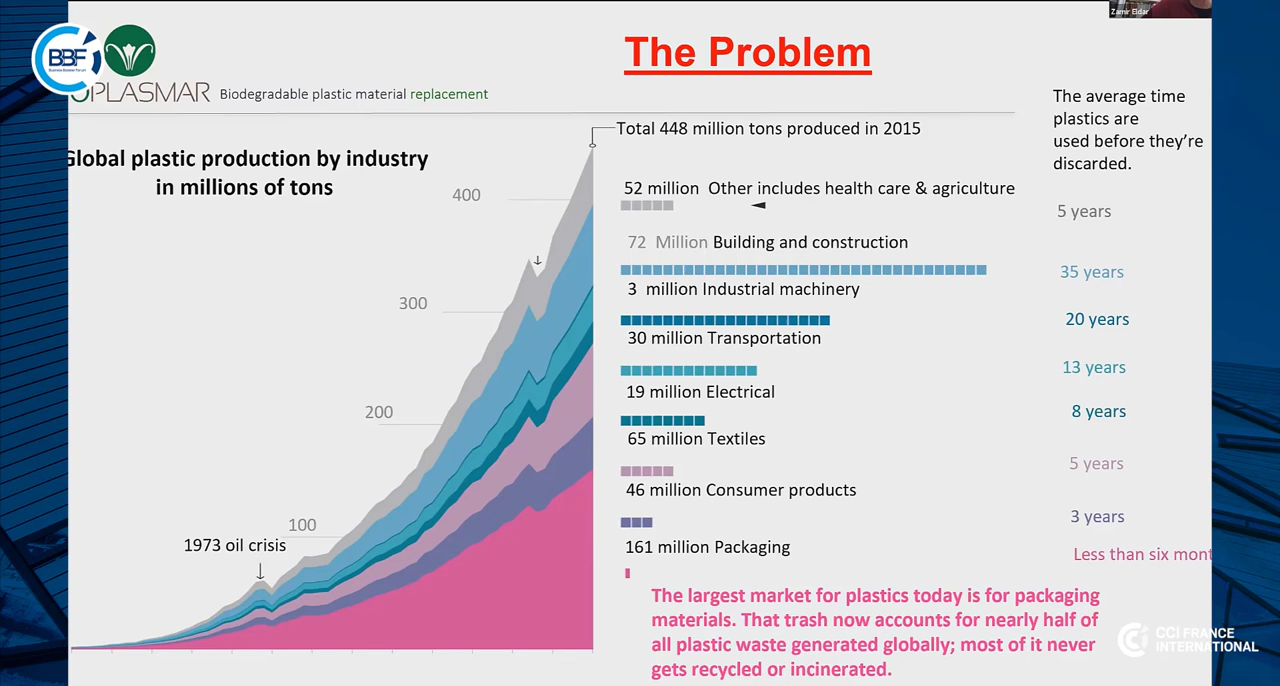 Zamir Eldar
BBF
Business Booster Forum
PLASMAR
Biodegradable plastic material replacement
The Problem
Global plastic production by industry
in millions of tons
Total 448 million tons produced in 2015
The average time
plastics are
used before they're
discarded.
400
300
200
100
1973 oil crisis
52 million Other includes health care & agriculture
5 years
72 Million Building and construction
35 years
3 million Industrial machinery
20 years
30 million Transportation
13 years
19 million Electrical
8 years
65 million Textiles
5 years
46 million Consumer products
3 years
161 million Packaging
Less than six mont
The largest market for plastics today is for packaging
materials. That trash now accounts for nearly half of
all plastic waste generated globally; most of it never
gets recycled or incinerated.
CCI FRANCE
INTERNATIONAL